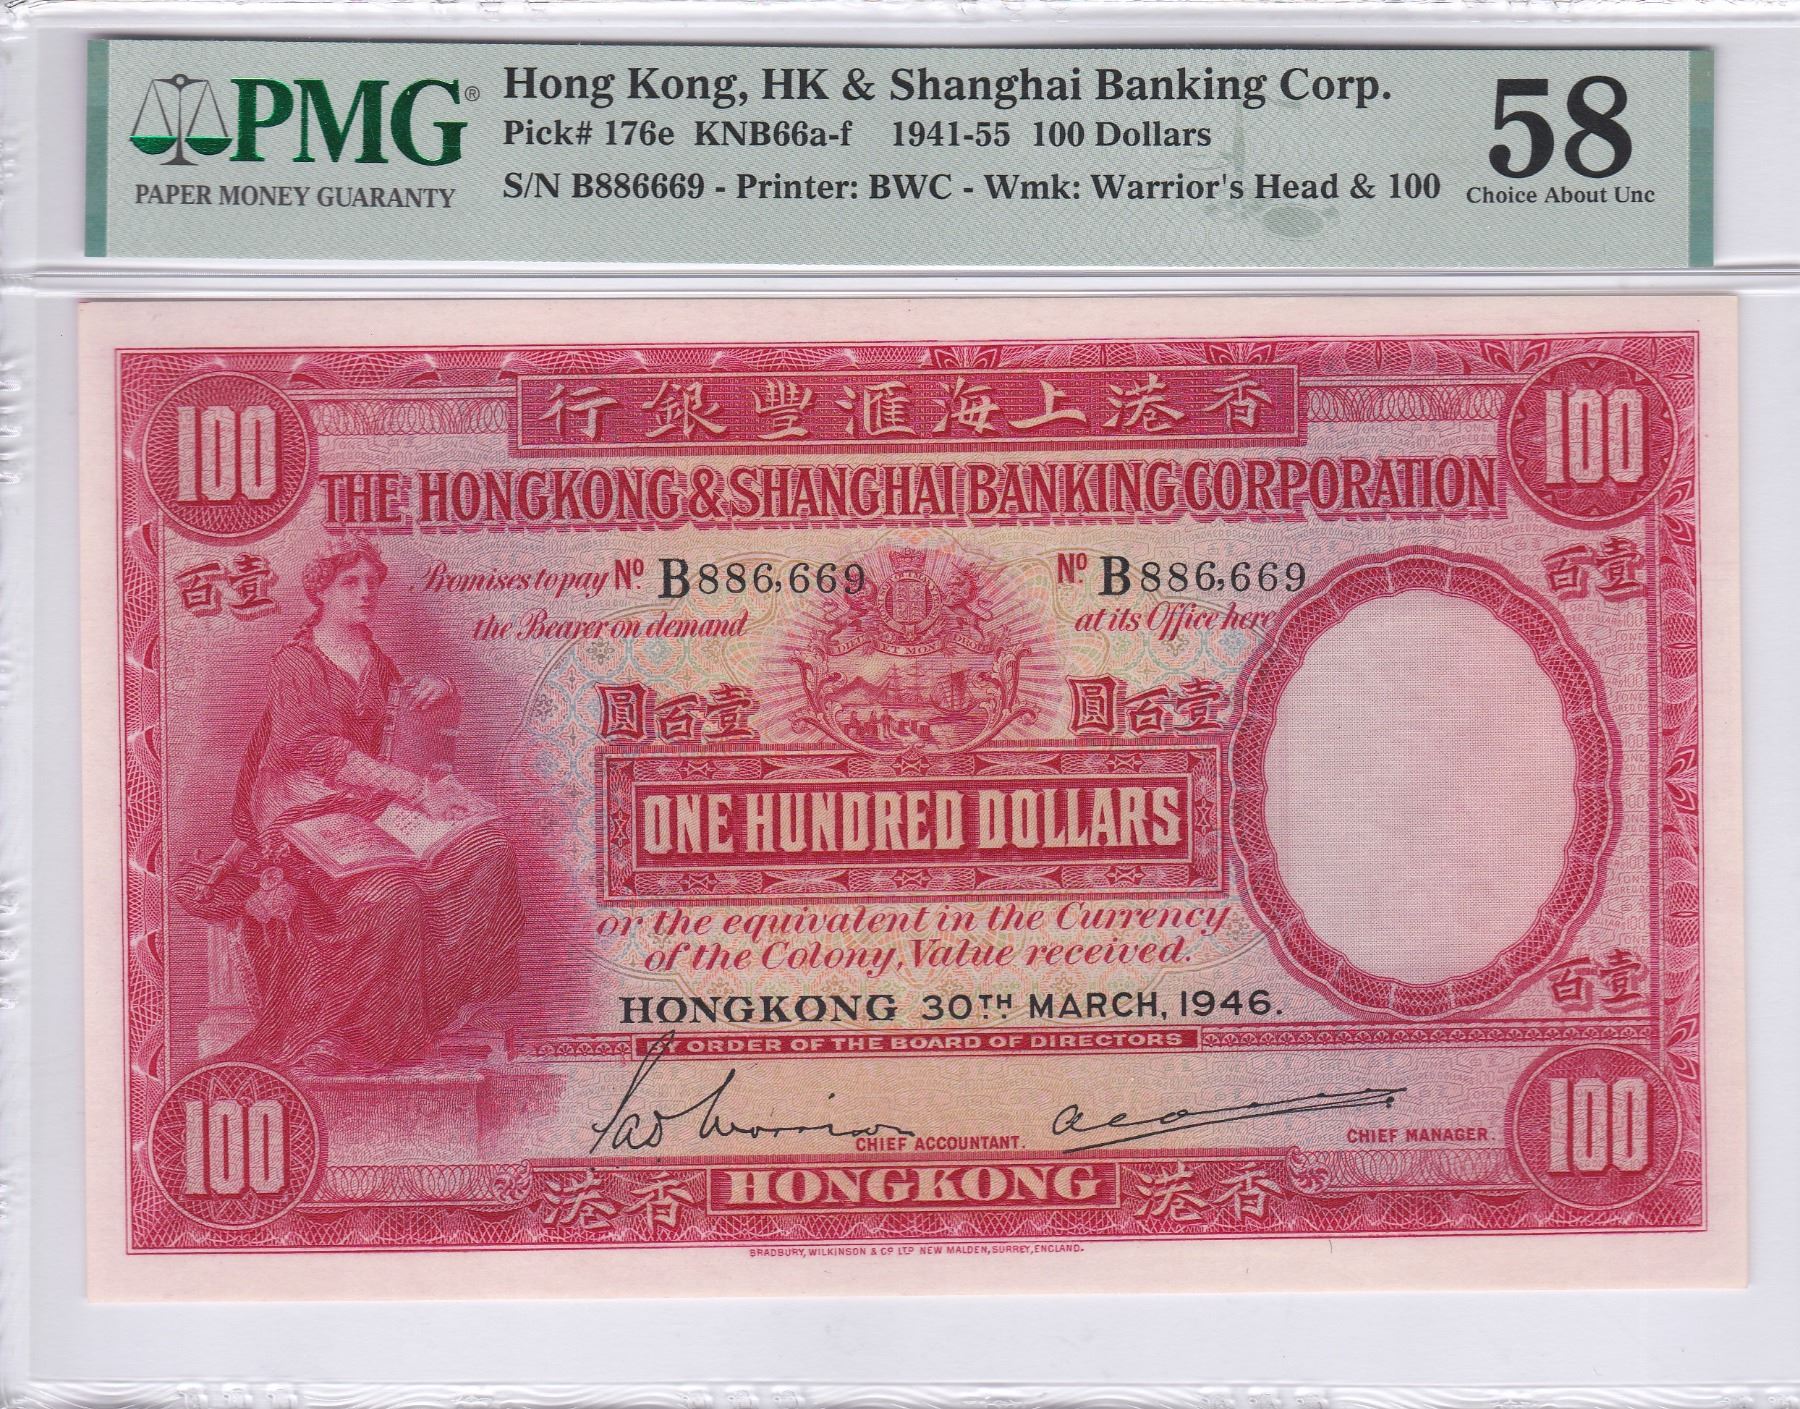 PMG®
PAPER MONEY GUARANTY
Hong Kong, HK & Shanghai Banking Corp.
Pick# 176e KNB66a-f 1941-55 100 Dollars
S/N B886669 - Printer: BWC - Wmk: Warrior's Head & 100
58
Choice About Unc
行銀豐滙海上港香
100
100
THE HONGKONG & SHANGHAI BANKING CORPORATION
百壹
百壹
Promises to pay Nº B886,669
Nº B886,669
the Bearer on demand
at its Office here
DIEU ET MON DROIT
圓百壹
圓百壹
ONE HUNDRED DOLLARS
or the equivalent in the Currency
of the Colony, Value received.
百壹
HONGKONG 30TH MARCH, 1946.
BY ORDER OF THE BOARD OF DIRECTORS
CHIEF ACCOUNTANT.
CHIEF MANAGER.
100
100
港香
HONGKONG
港香
BRADBURY, WILKINSON & Cº LTD NEW MALDEN, SURREY, ENGLAND.